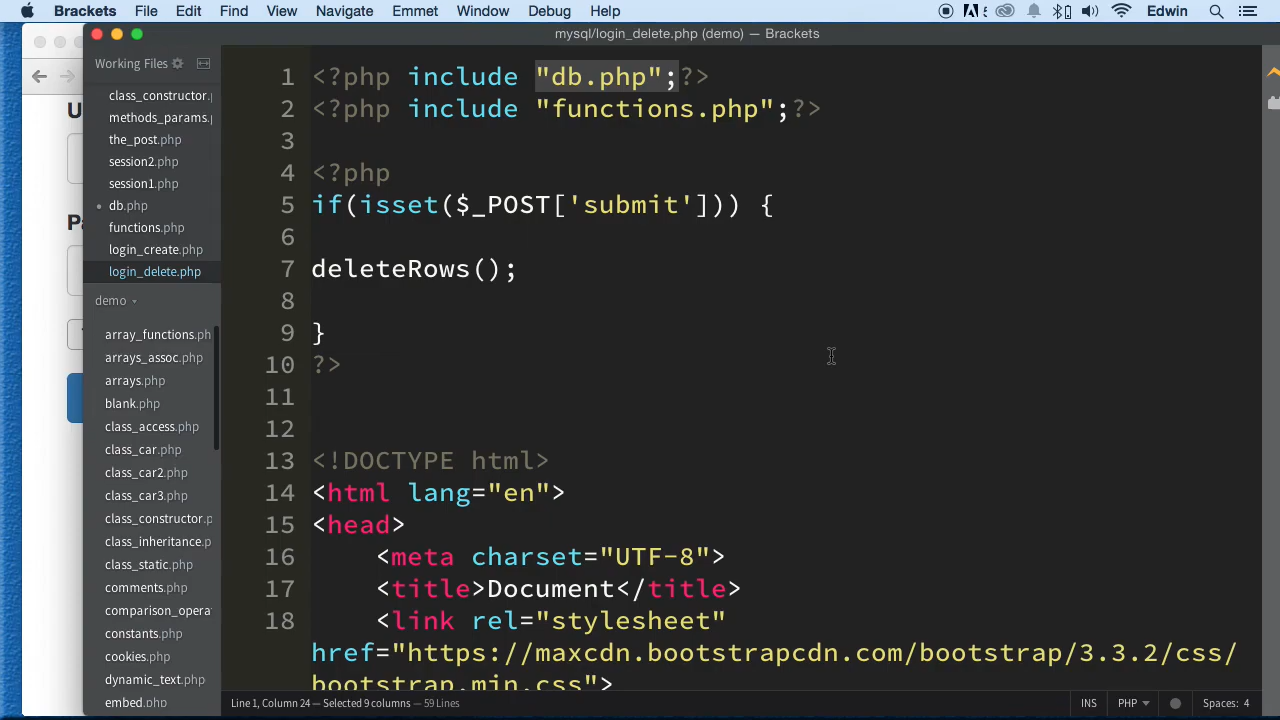 Brackets File Edit Find View Navigate Emmet Window Debug Help Edwin
mysql/login_delete.php (demo) — Brackets
Working Files
class_constructor.p
methods_params.p
the_post.php
session2.php
session1.php
db.php
functions.php
login_create.php
login_delete.php
demo
array_functions.ph
arrays_assoc.php
arrays.php
blank.php
class_access.php
class_car.php
class_car2.php
class_car3.php
class_constructor.p
class_inheritance.p
class_static.php
comments.php
comparison_opera
constants.php
cookies.php
dynamic_text.php
embed.php
1 <?php include "db.php";?>
2 <?php include "functions.php";?>
3
4 <?php
5 if(isset($_POST['submit'])) {
6
7 deleteRows();
8
9 }
10 ?>
11
12
13 <!DOCTYPE html>
14 <html lang="en">
15 <head>
16 <meta charset="UTF-8">
17 <title>Document</title>
18 <link rel="stylesheet"
href="https://maxcdn.bootstrapcdn.com/bootstrap/3.3.2/css/
bootstrap.min.css">
Line 1, Column 24 — Selected 9 columns — 59 Lines INS PHP Spaces: 4